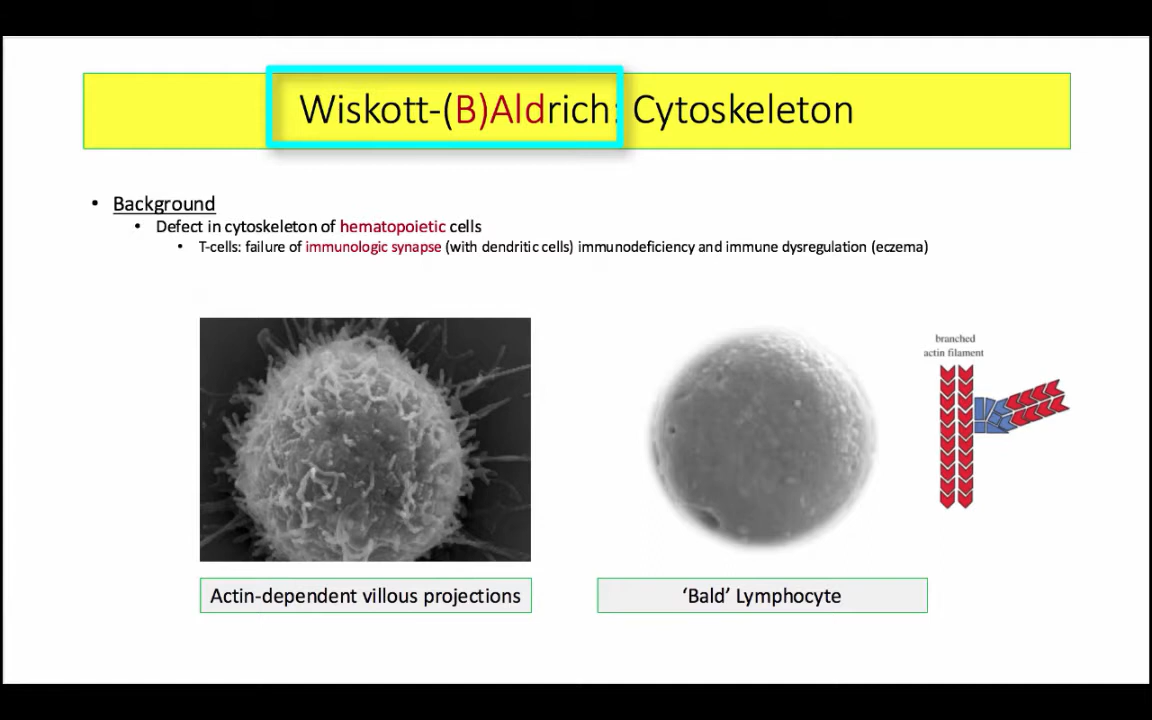 Wiskott-(B)Aldrich: Cytoskeleton
• Background
• Defect in cytoskeleton of hematopoietic cells
• T-cells: failure of immunologic synapse (with dendritic cells) immunodeficiency and immune dysregulation (eczema)
branched
actin filament
Actin-dependent villous projections
‘Bald’ Lymphocyte